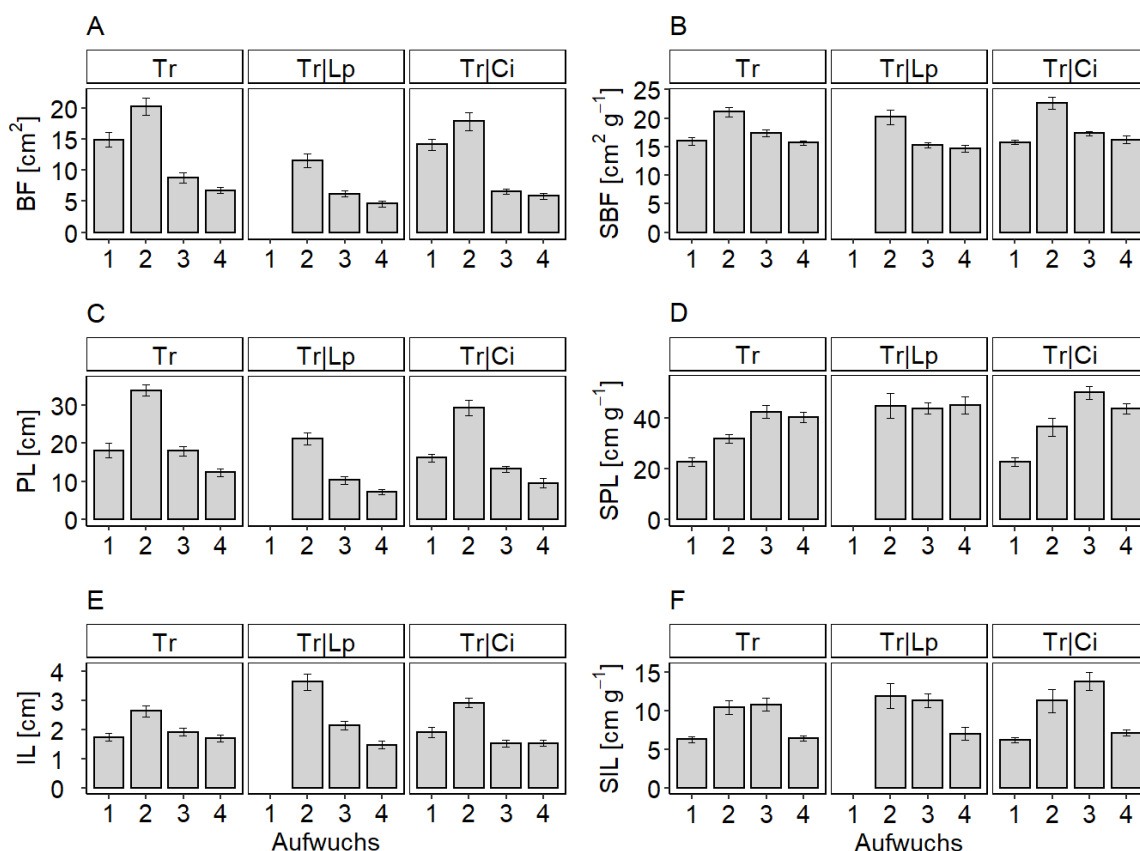 A
Tr Tr|Lp Tr|Ci
BF [cm²]
20
15
10
5
0
1 2 3 4 1 2 3 4 1 2 3 4
B
Tr Tr|Lp Tr|Ci
SBF [cm² g⁻¹]
25
20
15
10
5
0
1 2 3 4 1 2 3 4 1 2 3 4
C
Tr Tr|Lp Tr|Ci
PL [cm]
30
20
10
0
1 2 3 4 1 2 3 4 1 2 3 4
D
Tr Tr|Lp Tr|Ci
SPL [cm g⁻¹]
40
20
0
1 2 3 4 1 2 3 4 1 2 3 4
E
Tr Tr|Lp Tr|Ci
IL [cm]
4
3
2
1
0
1 2 3 4 1 2 3 4 1 2 3 4
Aufwuchs
F
Tr Tr|Lp Tr|Ci
SIL [cm g⁻¹]
15
10
5
0
1 2 3 4 1 2 3 4 1 2 3 4
Aufwuchs